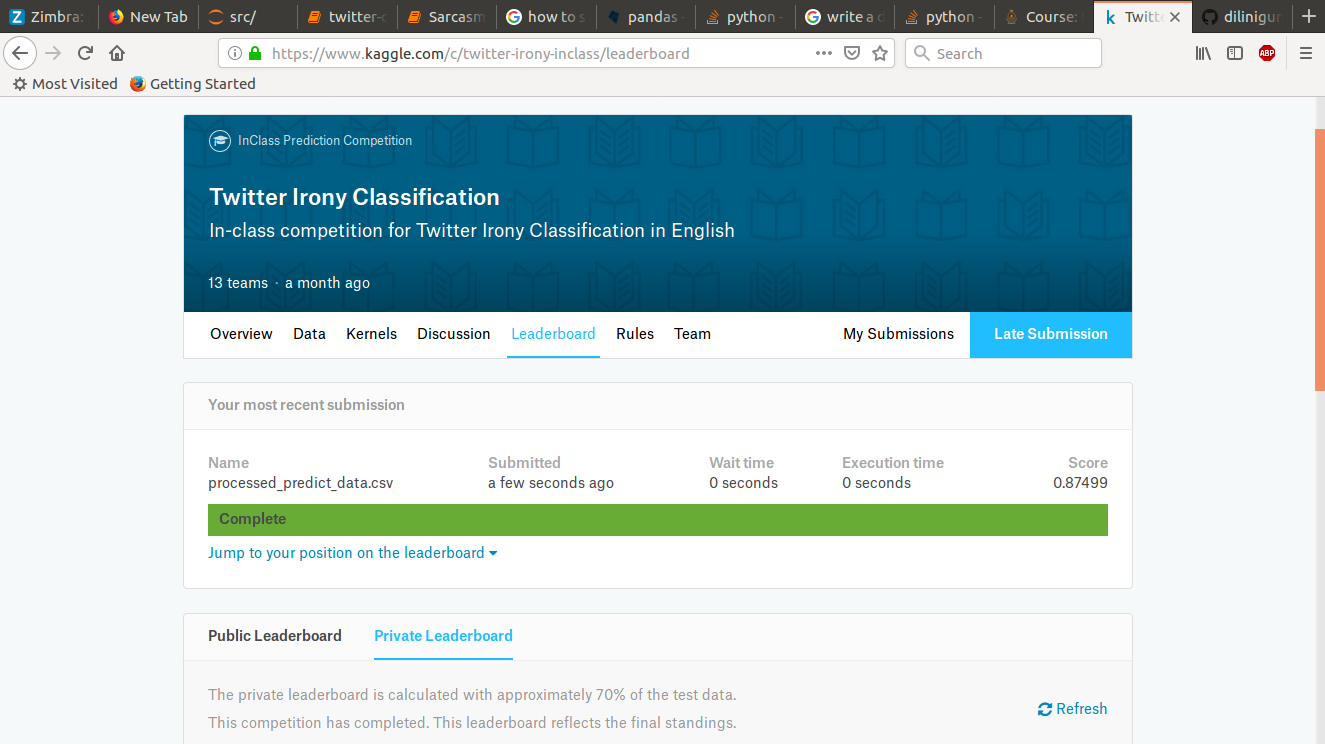 Zimbra: New Tab src/ twitter- Sarcasm how to s pandas python - write a d python - Course: Twitt dilinigur
https://www.kaggle.com/c/twitter-irony-inclass/leaderboard Search ABP
Most Visited Getting Started
InClass Prediction Competition
Twitter Irony Classification
In-class competition for Twitter Irony Classification in English
13 teams · a month ago
Overview Data Kernels Discussion Leaderboard Rules Team My Submissions Late Submission
Your most recent submission
Name Submitted Wait time Execution time Score
processed_predict_data.csv a few seconds ago 0 seconds 0 seconds 0.87499
Complete
Jump to your position on the leaderboard
Public Leaderboard Private Leaderboard
The private leaderboard is calculated with approximately 70% of the test data.
This competition has completed. This leaderboard reflects the final standings.
Refresh